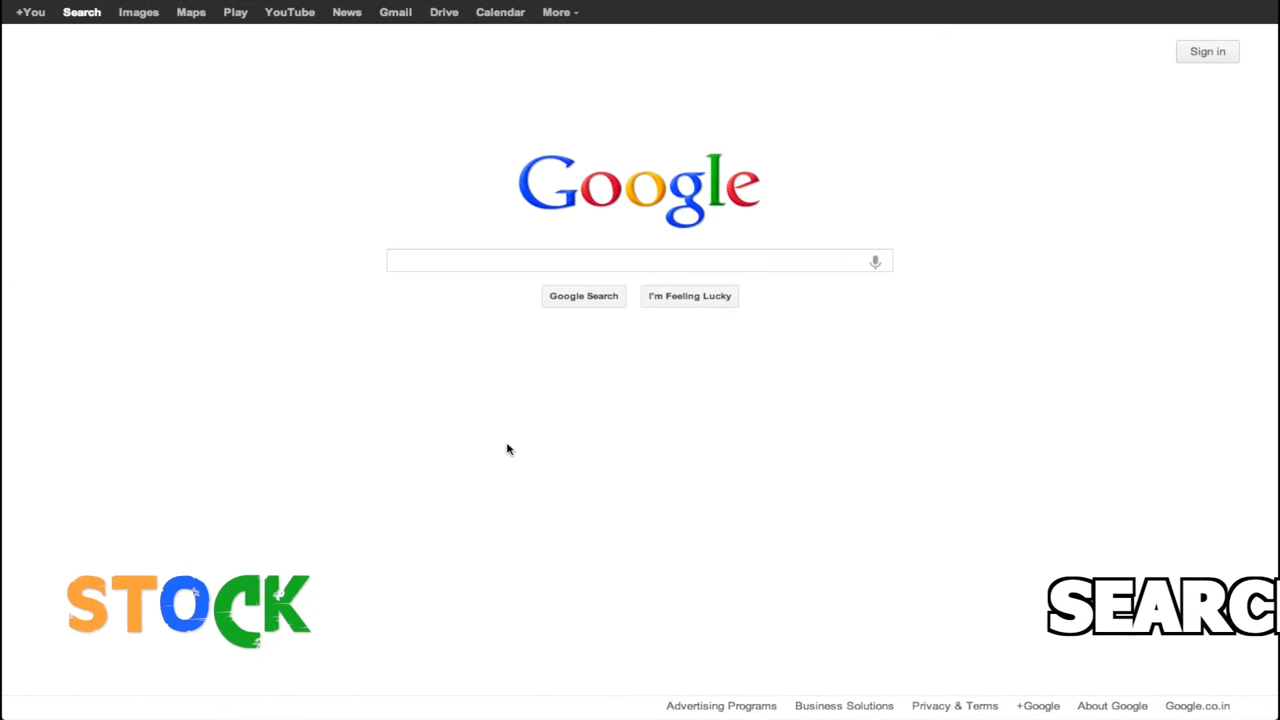 +You Search Images Maps Play YouTube News Gmail Drive Calendar More
Sign in
Google
Google Search I'm Feeling Lucky
STOCK SEARC
Advertising Programs Business Solutions Privacy & Terms +Google About Google Google.co.in